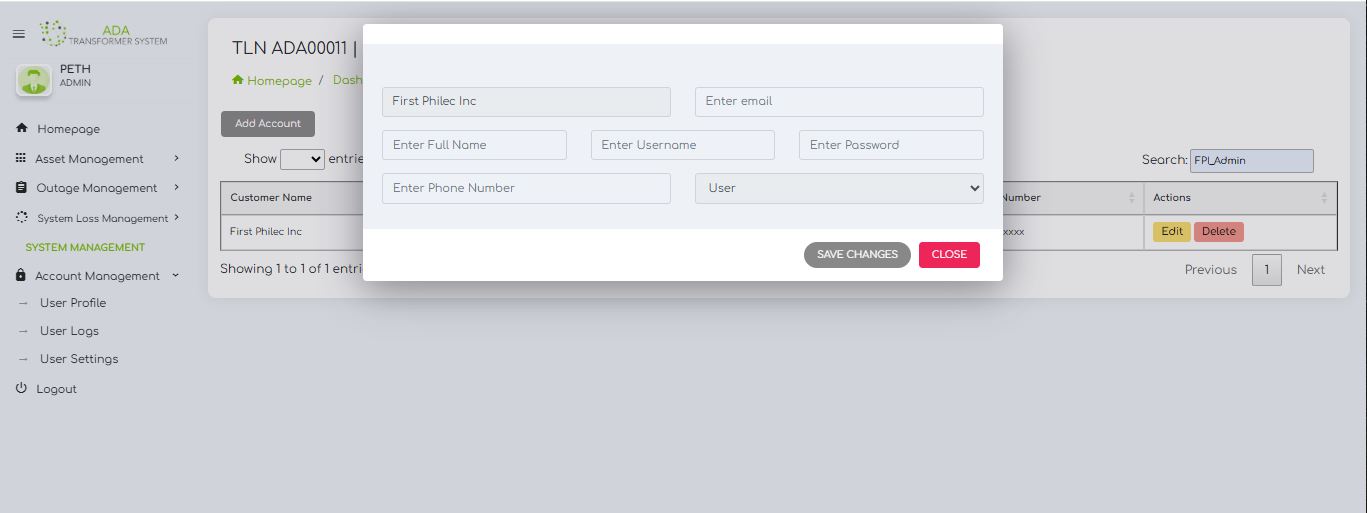 ADA
TRANSFORMER SYSTEM
PETH
ADMIN
Homepage
Asset Management
Outage Management
System Loss Management
SYSTEM MANAGEMENT
Account Management
User Profile
User Logs
User Settings
Logout
TLN ADA00011 |
Homepage / Dash
Add Account
Show entrie
Search: FPI_Admin
Customer Name
Number
Actions
First Philec Inc
xxxx
Edit Delete
Showing 1 to 1 of 1 entri
Previous 1 Next
First Philec Inc
Enter email
Enter Full Name
Enter Username
Enter Password
Enter Phone Number
User
SAVE CHANGES
CLOSE